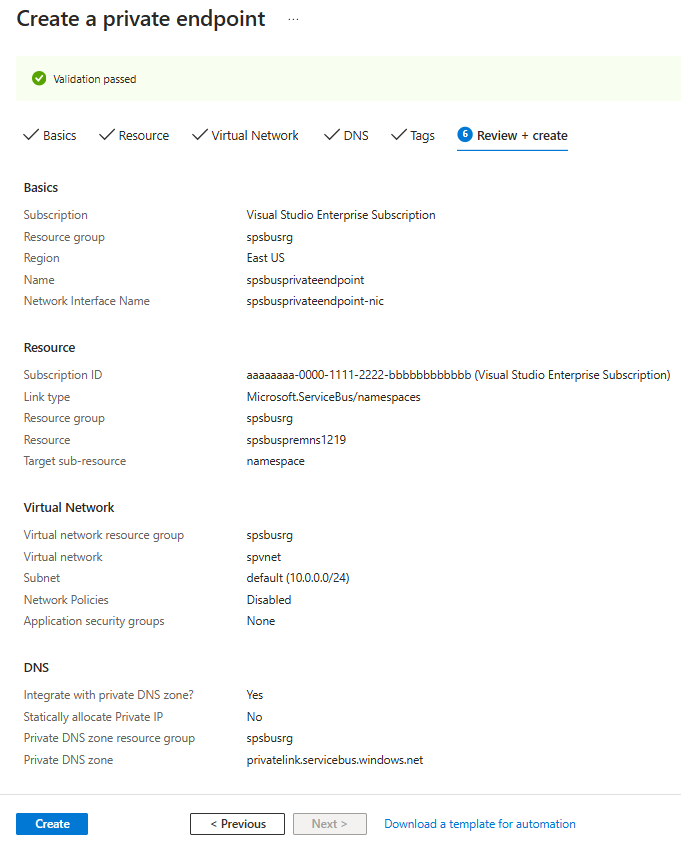 Create a private endpoint ...
Validation passed
Basics Resource Virtual Network DNS Tags 6 Review + create
Basics
Subscription Visual Studio Enterprise Subscription
Resource group spsbusrg
Region East US
Name spsbusprivateendpoint
Network Interface Name spsbusprivateendpoint-nic
Resource
Subscription ID aaaaaaaa-0000-1111-2222-bbbbbbbbbbbb (Visual Studio Enterprise Subscription)
Link type Microsoft.ServiceBus/namespaces
Resource group spsbusrg
Resource spsbuspremns1219
Target sub-resource namespace
Virtual Network
Virtual network resource group spsbusrg
Virtual network spvnet
Subnet default (10.0.0.0/24)
Network Policies Disabled
Application security groups None
DNS
Integrate with private DNS zone? Yes
Statically allocate Private IP No
Private DNS zone resource group spsbusrg
Private DNS zone privatelink.servicebus.windows.net
Create < Previous Next > Download a template for automation